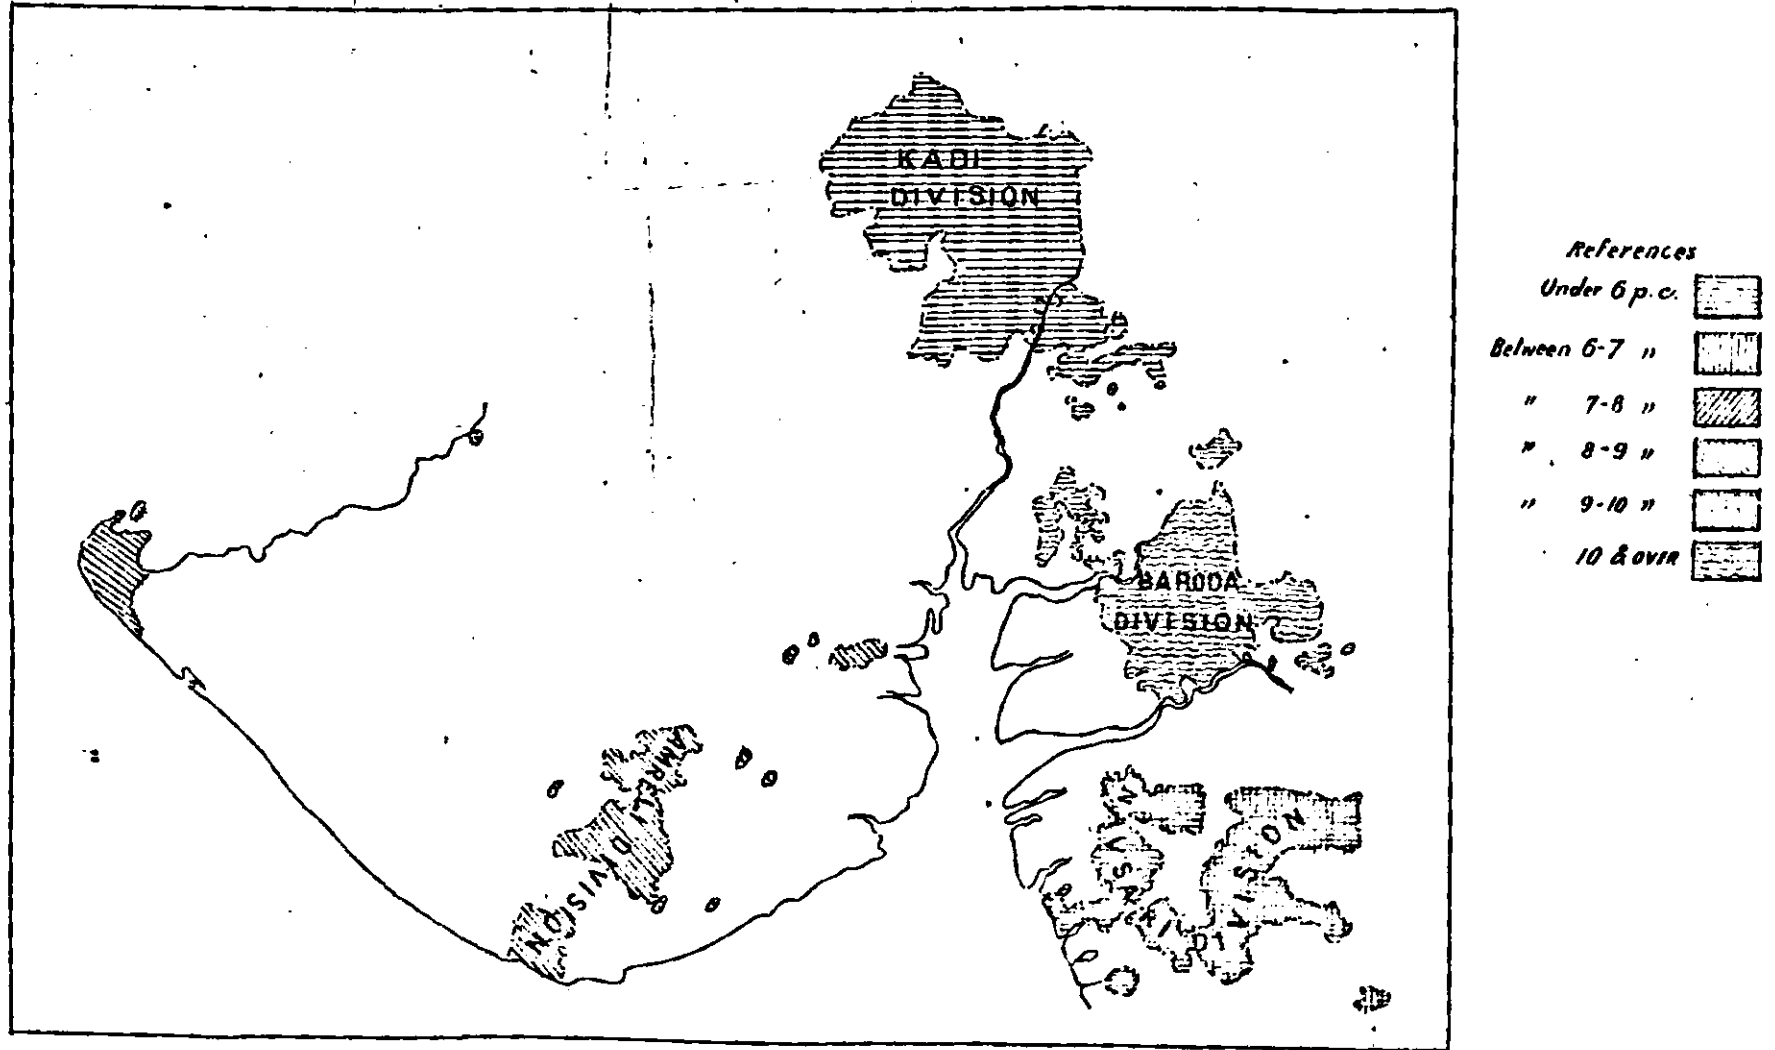 KADI
DIVISION
References
Under 6 p.c.
Between 6-7 "
" 7-8 "
" 8-9 "
" 9-10 "
10 & OVER
BARODA
DIVISION
AMRELI DIVISION
NAVSARI DIVISION